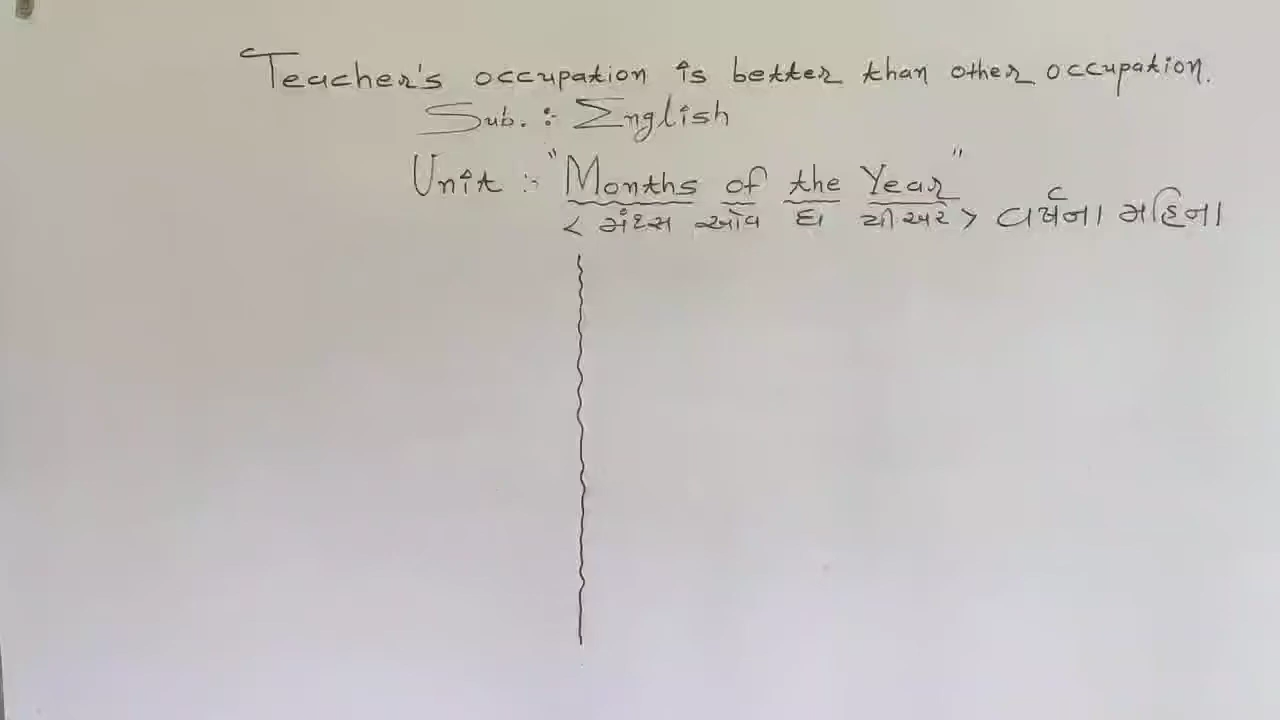 Teacher's occupation is better than other occupation.
Sub. :- English
Unit :- "Months of the Year"
< મંથ્સ ઓવ ધ યીઅર > વર્ષના મહિના